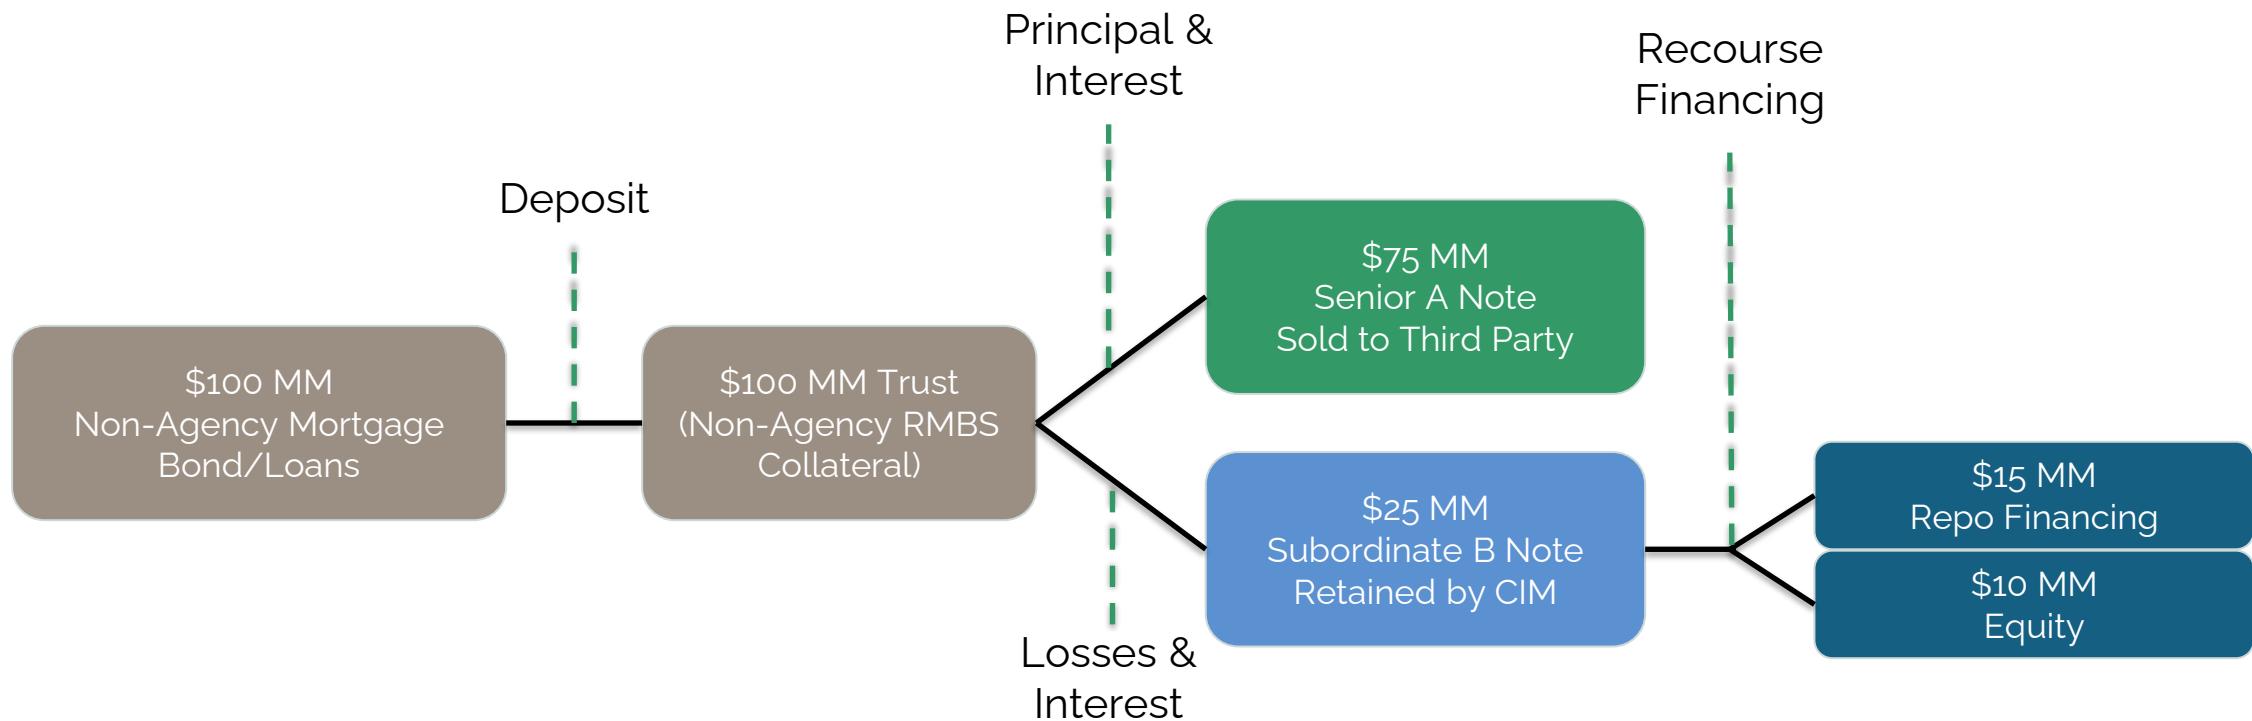 Principal &
Interest
Recourse
Financing
Deposit
$75 MM
Senior A Note
Sold to Third Party
$100 MM
Non-Agency Mortgage
Bond/Loans
$100 MM Trust
(Non-Agency RMBS
Collateral)
$25 MM
Subordinate B Note
Retained by CIM
$15 MM
Repo Financing
$10 MM
Equity
Losses &
Interest